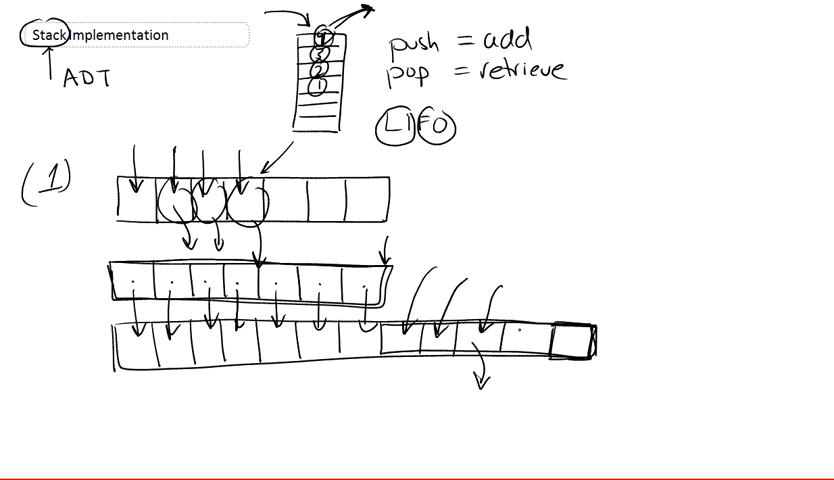 Stack Implementation
ADT
4
3
2
1
push = add
pop = retrieve
LIFO
(1)